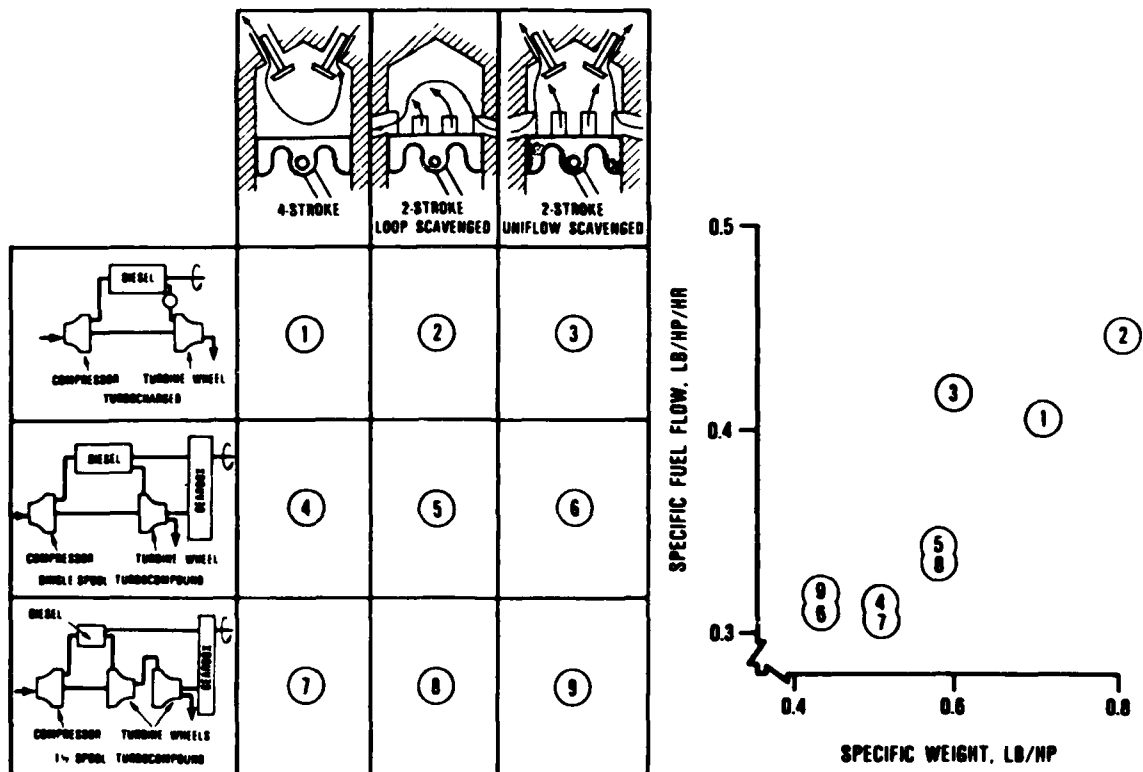 4-STROKE
2-STROKE
LOOP SCAVENGED
2-STROKE
UNIFLOW SCAVENGED
DIESEL
COMPRESSOR TURBINE WHEEL
TURBOCHARGED
1
2
3
DIESEL
GEARBOX
COMPRESSOR TURBINE WHEEL
SINGLE SPOOL TURBOCOMPOUND
4
5
6
DIESEL
GEARBOX
COMPRESSOR TURBINE WHEELS
SPOOL TURBOCOMPOUND
7
8
9
SPECIFIC FUEL FLOW, LB/HP/HR
0.5
0.4
0.3
2
3
1
5
8
9
6
4
7
0.4 0.6 0.8
SPECIFIC WEIGHT, LB/HP